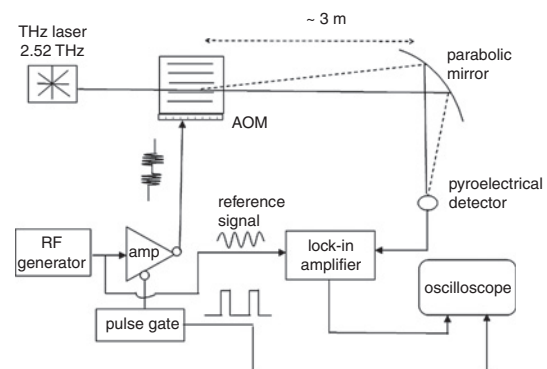 THz laser
2.52 THz
~ 3 m
parabolic
mirror
AOM
pyroelectrical
detector
reference
signal
RF
generator
amp
lock-in
amplifier
oscilloscope
pulse gate